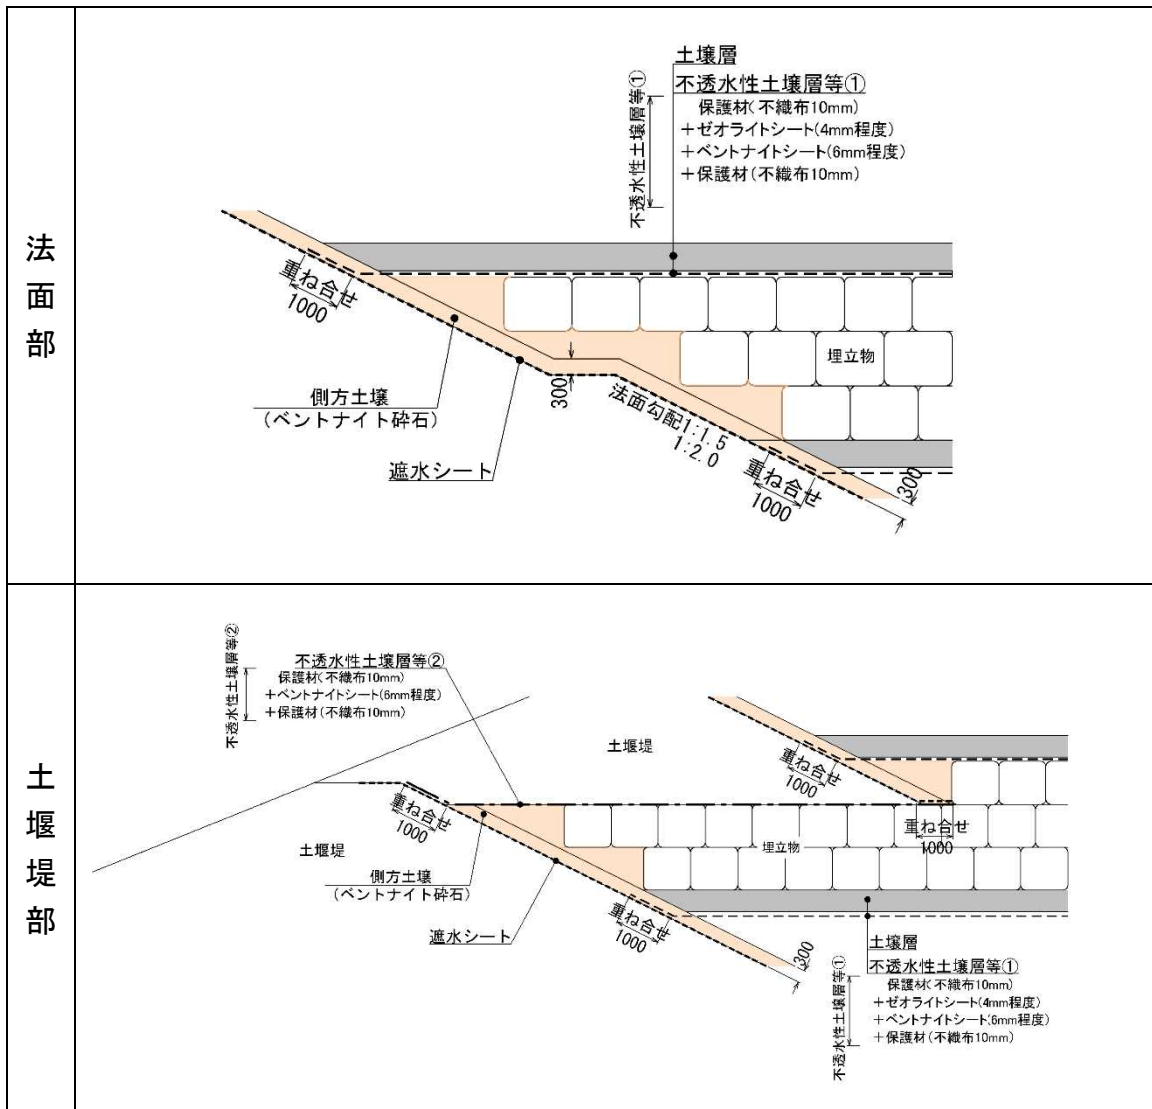 法面部
土壌層
不透水性土壌層等①
保護材(不織布10mm)
+ゼオライトシート(4mm程度)
+ベントナイトシート(6mm程度)
+保護材(不織布10mm)
不透水性土壌層等①
重ね合せ
1000
埋立物
側方土壌
(ベントナイト砕石)
300
法面勾配1:1.5
1:2.0
遮水シート
重ね合せ
1000
300
土堰堤部
不透水性土壌層等②
不透水性土壌層等②
保護材(不織布10mm)
+ベントナイトシート(6mm程度)
+保護材(不織布10mm)
土堰堤
重ね合せ
1000
重ね合せ
1000
重ね合せ
1000
土堰堤
埋立物
側方土壌
(ベントナイト砕石)
遮水シート
重ね合せ
1000
300
土壌層
不透水性土壌層等①
不透水性土壌層等①
保護材(不織布10mm)
+ゼオライトシート(4mm程度)
+ベントナイトシート(6mm程度)
+保護材(不織布10mm)